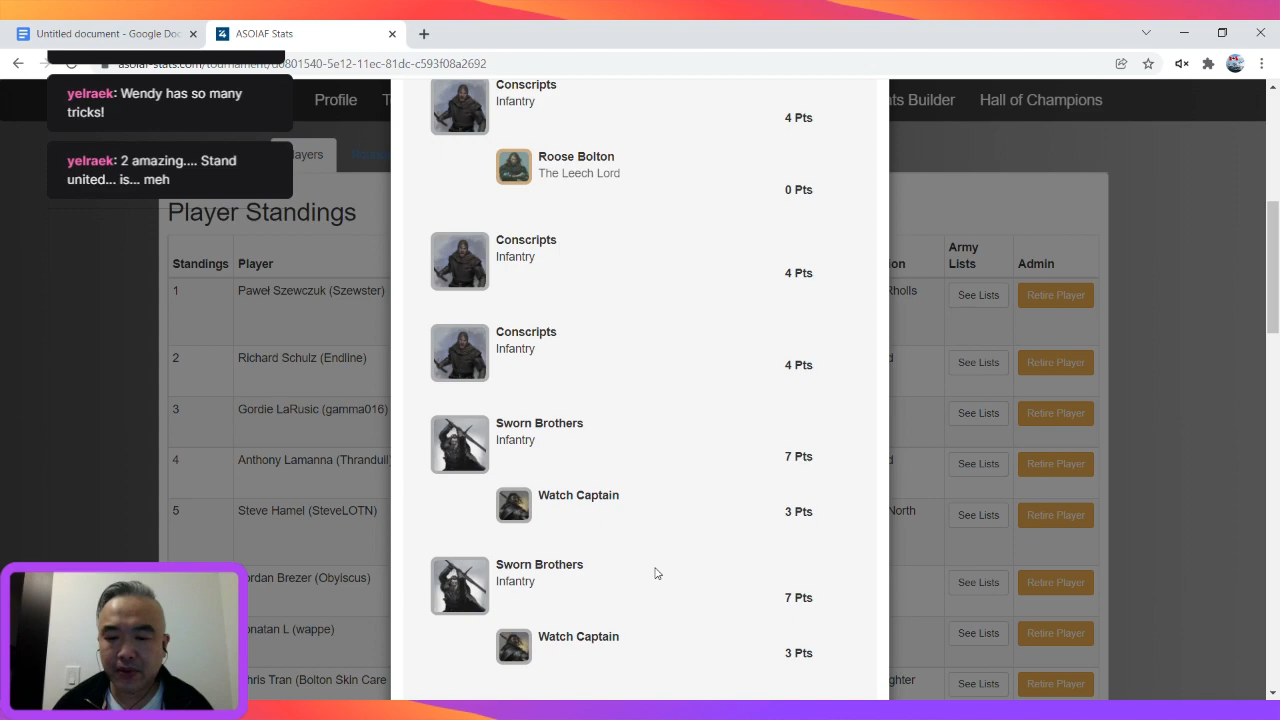 Untitled document - Google Doc
ASOIAF Stats
asoiaf-stats.com/tournament/d0801540-5e12-11ec-81dc-c593f08a2692
Profile
ts Builder
Hall of Champions
yelraek: Wendy has so many
tricks!
yelraek: 2 amazing.... Stand
united... is... meh
ayers
Player Standings
Standings
Player
ion
Army
Lists
Admin
1
Paweł Szewczuk (Szewster)
Rholls
See Lists
Retire Player
2
Richard Schulz (Endline)
d
See Lists
Retire Player
3
Gordie LaRusic (gamma016)
See Lists
Retire Player
4
Anthony Lamanna (Thranduil
d
See Lists
Retire Player
5
Steve Hamel (SteveLOTN)
North
See Lists
Retire Player
ordan Brezer (Obyiscus)
See Lists
Retire Player
onatan L (wappe)
See Lists
Retire Player
hris Tran (Bolton Skin Care
ghter
See Lists
Retire Player
Conscripts
Infantry
4 Pts
Roose Bolton
The Leech Lord
0 Pts
Conscripts
Infantry
4 Pts
Conscripts
Infantry
4 Pts
Sworn Brothers
Infantry
7 Pts
Watch Captain
3 Pts
Sworn Brothers
Infantry
7 Pts
Watch Captain
3 Pts